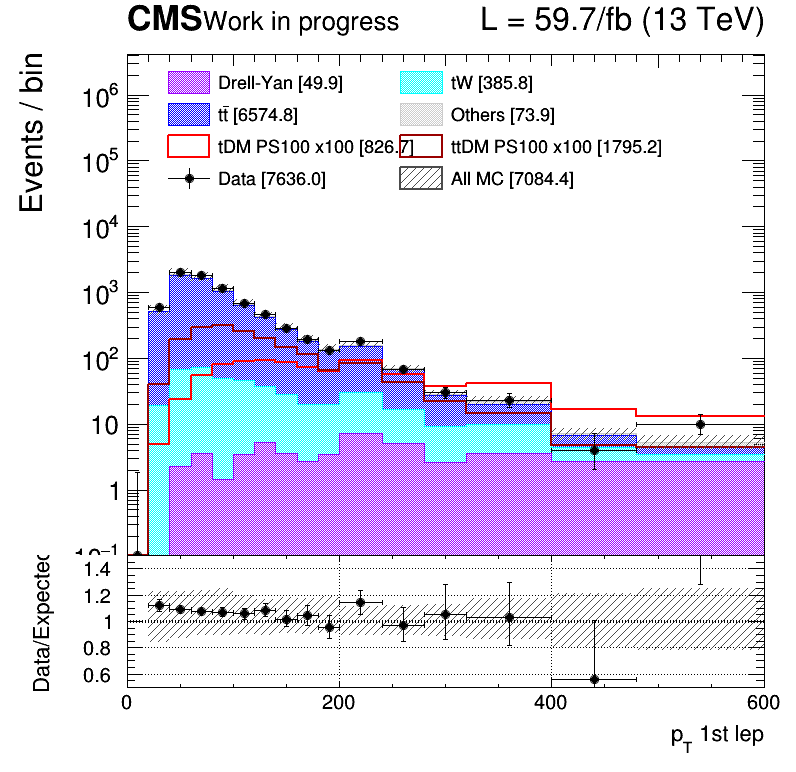 CMS Work in progress L = 59.7/fb (13 TeV)
Events / bin
Drell-Yan [49.9] tW [385.8]
tt̄ [6574.8] Others [73.9]
tDM PS100 x100 [826.7] ttDM PS100 x100 [1795.2]
Data [7636.0] All MC [7084.4]
10⁶
10⁵
10⁴
10³
10²
10
1
10⁻¹
Data/Expected
1.4
1.2
1
0.8
0.6
0 200 400 600
p_T 1st lep